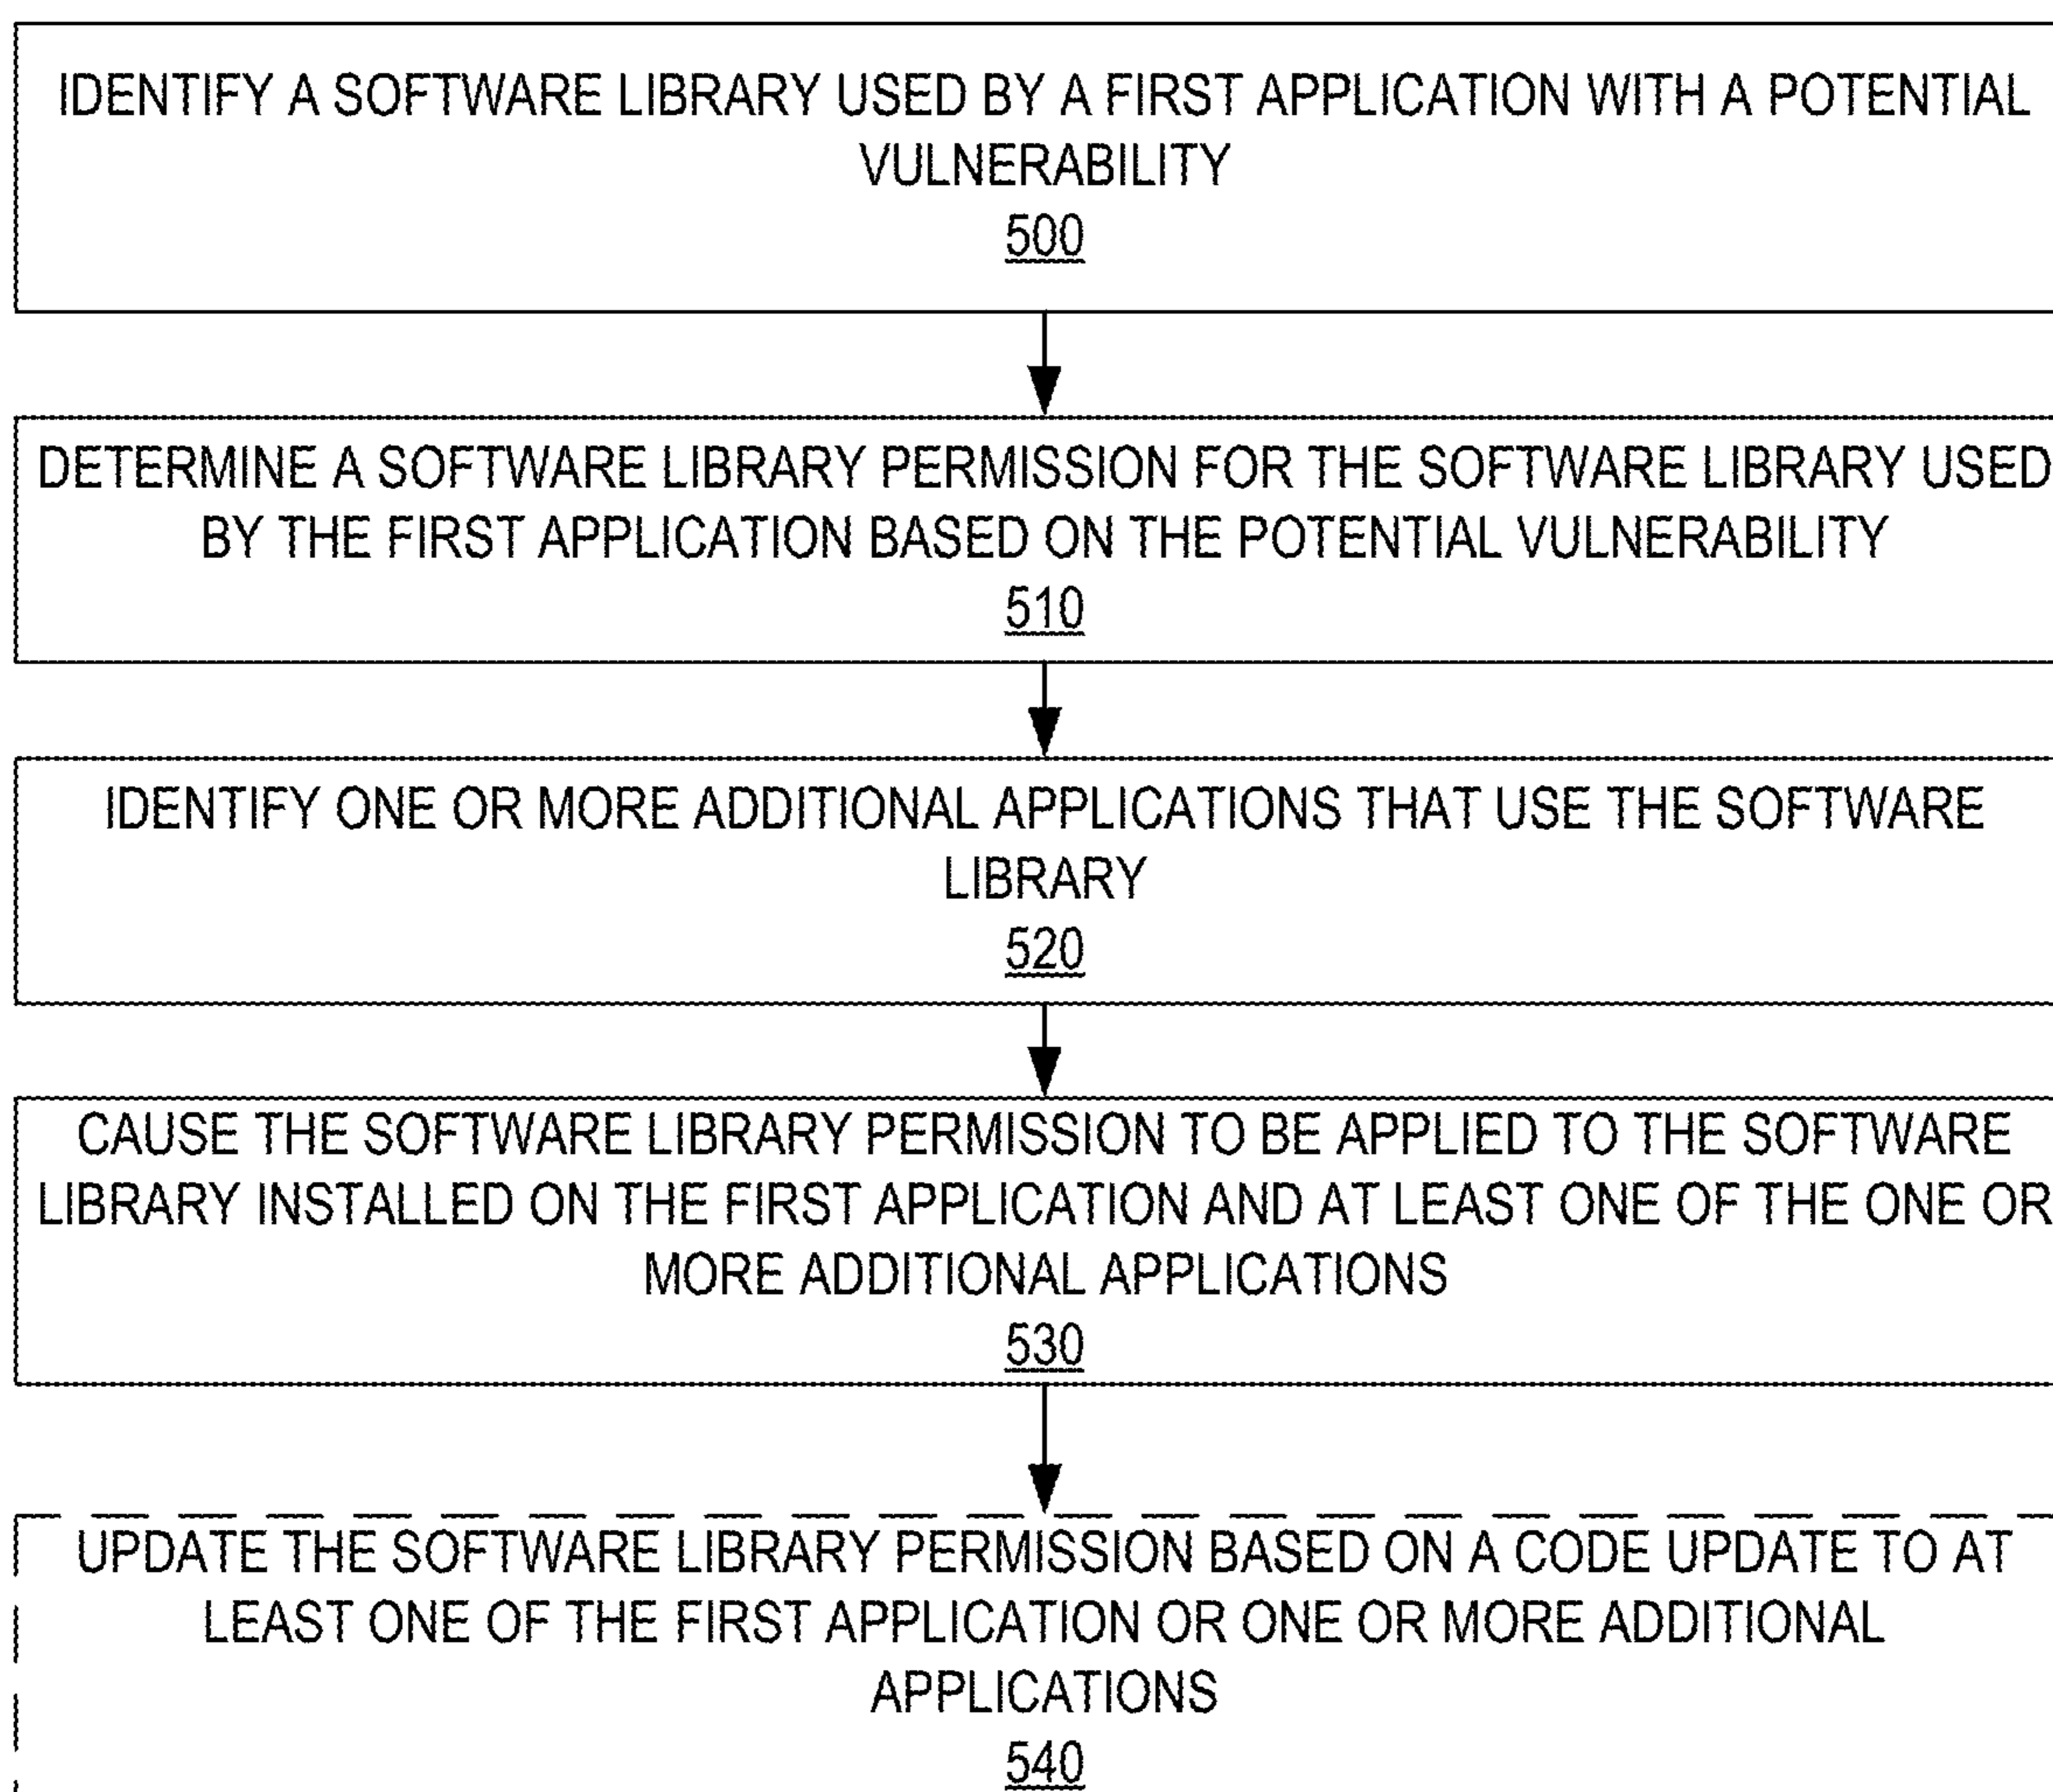 IDENTIFY A SOFTWARE LIBRARY USED BY A FIRST APPLICATION WITH A POTENTIAL
VULNERABILITY
500
DETERMINE A SOFTWARE LIBRARY PERMISSION FOR THE SOFTWARE LIBRARY USED
BY THE FIRST APPLICATION BASED ON THE POTENTIAL VULNERABILITY
510
IDENTIFY ONE OR MORE ADDITIONAL APPLICATIONS THAT USE THE SOFTWARE
LIBRARY
520
CAUSE THE SOFTWARE LIBRARY PERMISSION TO BE APPLIED TO THE SOFTWARE
LIBRARY INSTALLED ON THE FIRST APPLICATION AND AT LEAST ONE OF THE ONE OR
MORE ADDITIONAL APPLICATIONS
530
UPDATE THE SOFTWARE LIBRARY PERMISSION BASED ON A CODE UPDATE TO AT
LEAST ONE OF THE FIRST APPLICATION OR ONE OR MORE ADDITIONAL
APPLICATIONS
540